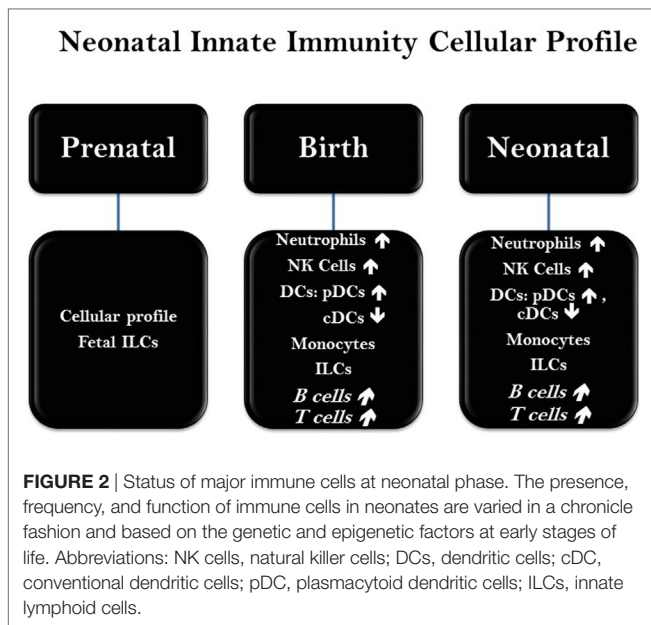 Neonatal Innate Immunity Cellular Profile
Prenatal
Birth
Neonatal
Cellular profile
Fetal ILCs
Neutrophils ↑
NK Cells ↑
DCs: pDCs ↑
cDCs ↓
Monocytes
ILCs
B cells ↑
T cells ↑
Neutrophils ↑
NK Cells ↑
DCs: pDCs ↑ ,
cDCs ↓
Monocytes
ILCs
B cells ↑
T cells ↑
FIGURE 2 | Status of major immune cells at neonatal phase. The presence,
frequency, and function of immune cells in neonates are varied in a chronicle
fashion and based on the genetic and epigenetic factors at early stages of
life. Abbreviations: NK cells, natural killer cells; DCs, dendritic cells; cDC,
conventional dendritic cells; pDC, plasmacytoid dendritic cells; ILCs, innate
lymphoid cells.